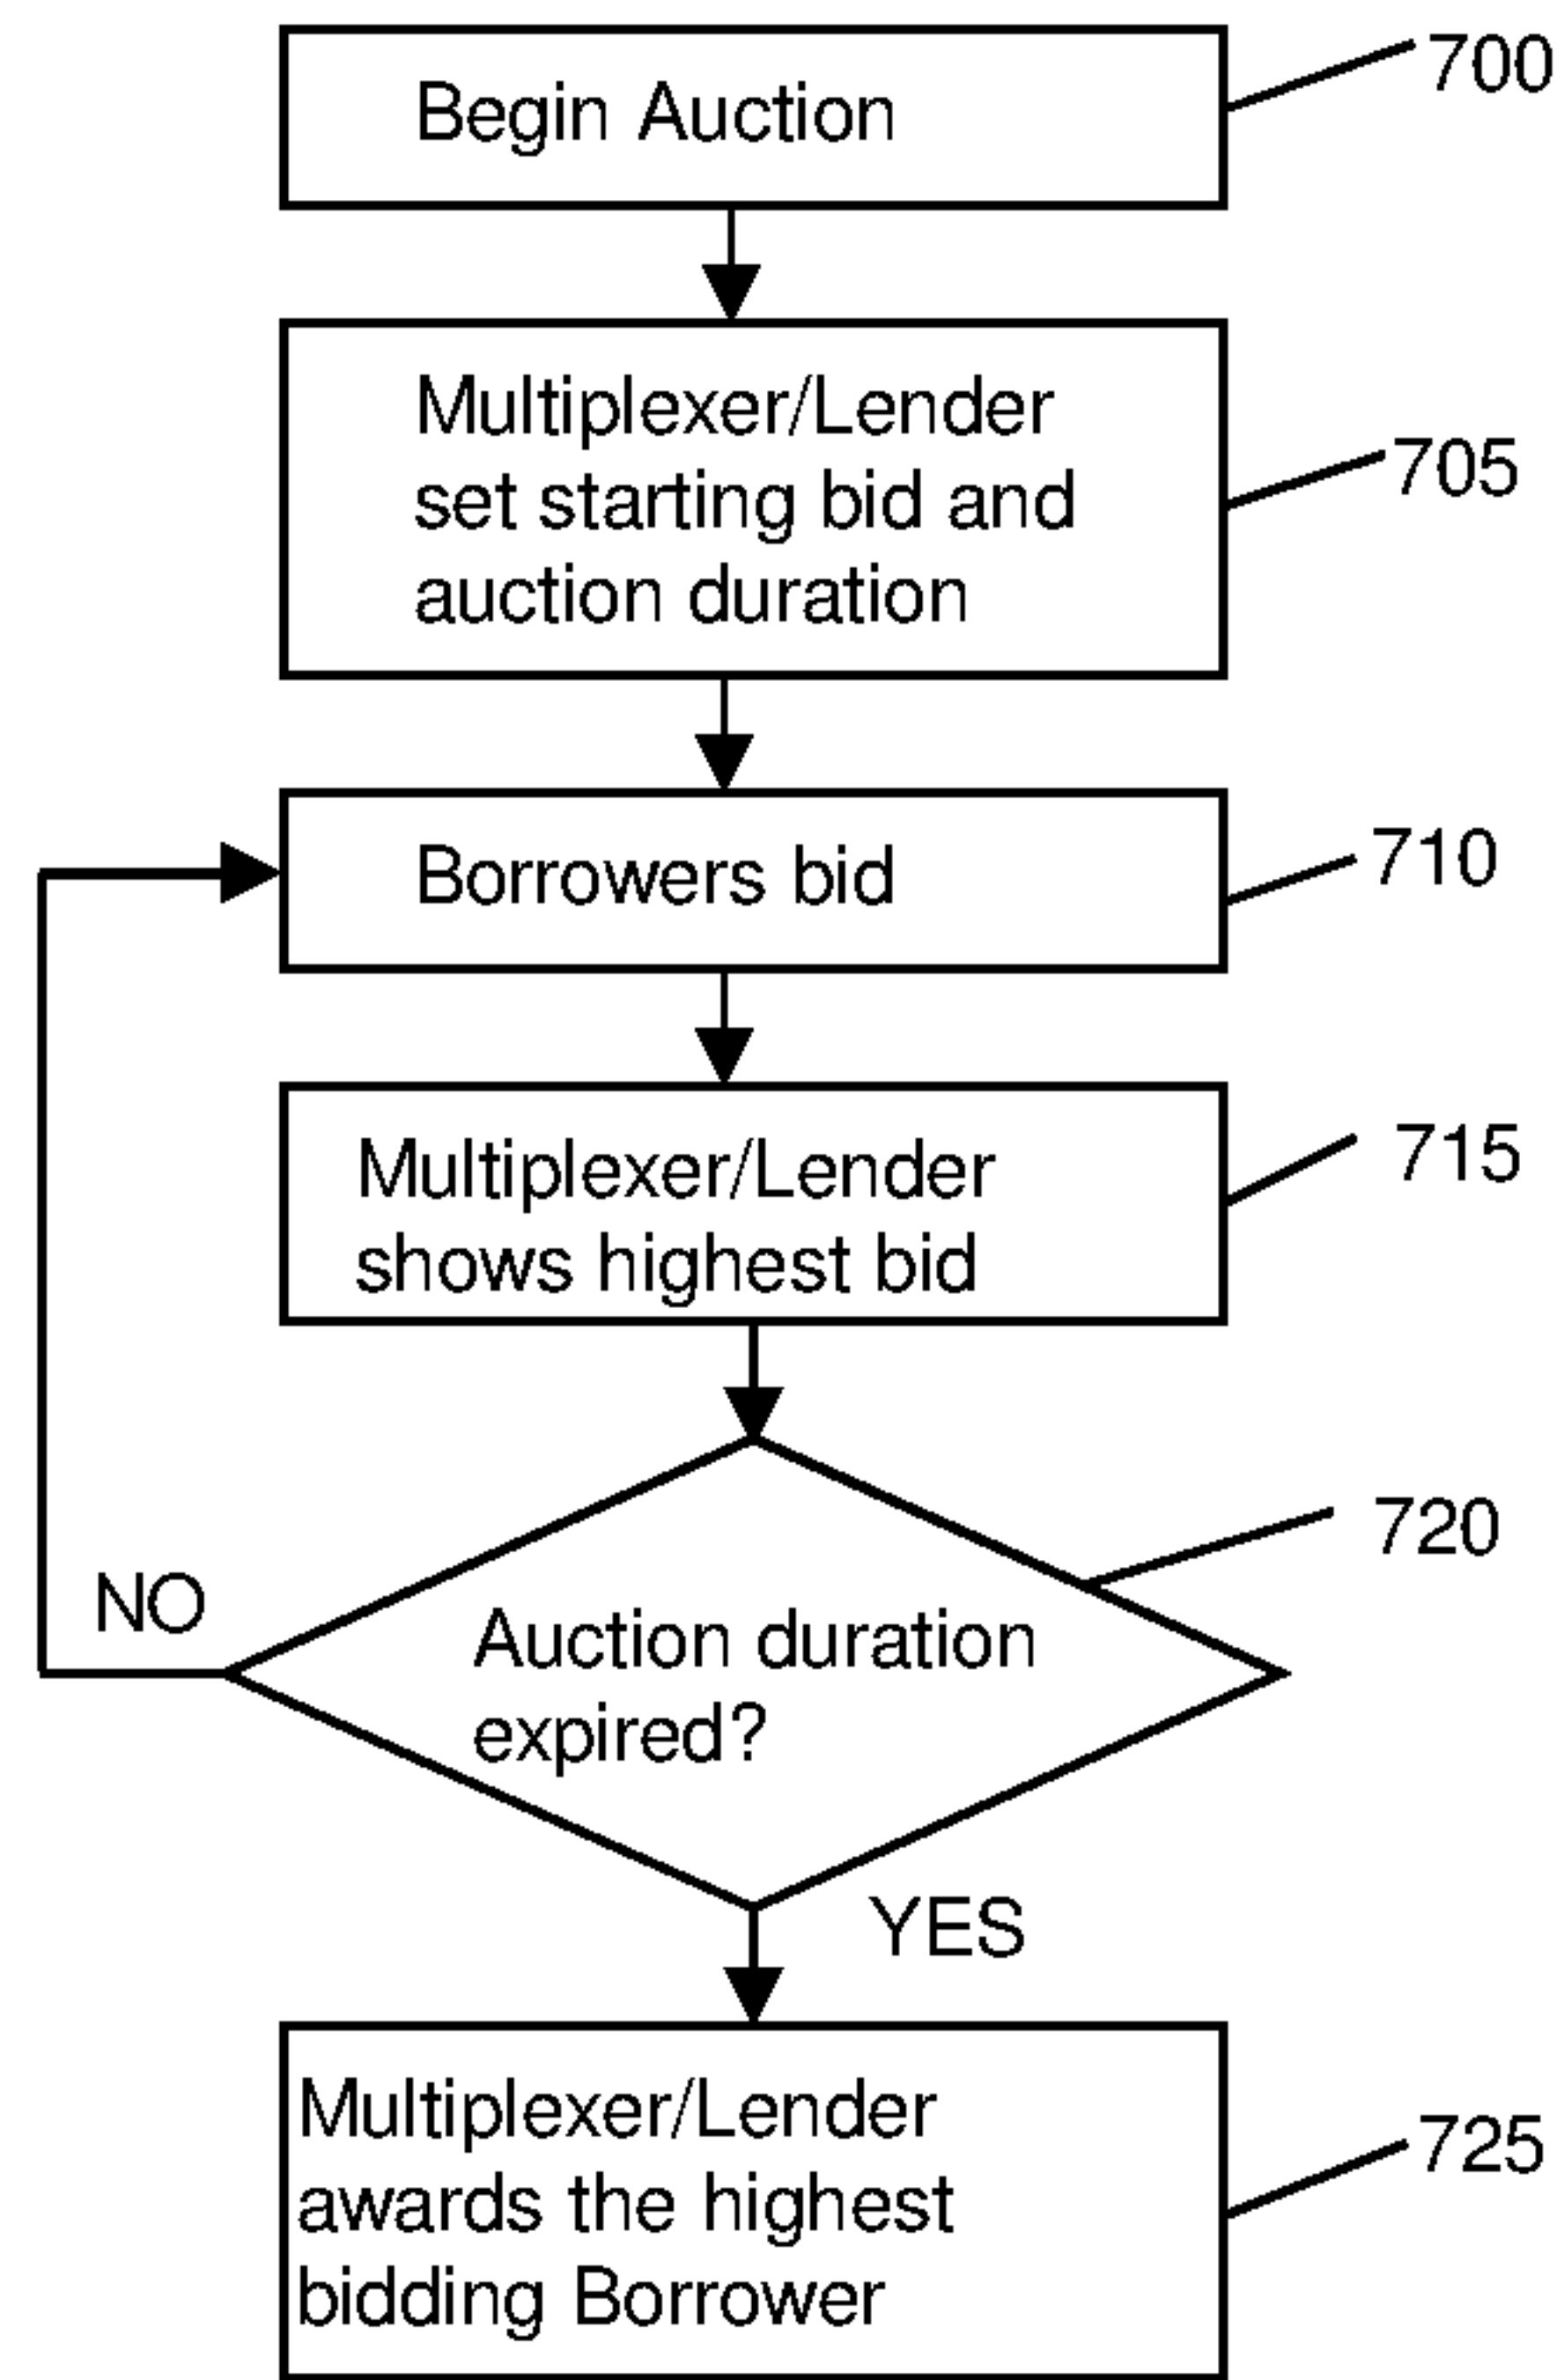 Begin Auction
700
Multiplexer/Lender
set starting bid and
auction duration
705
Borrowers bid
710
Multiplexer/Lender
shows highest bid
715
Auction duration
expired?
720
NO
YES
Multiplexer/Lender
awards the highest
bidding Borrower
725